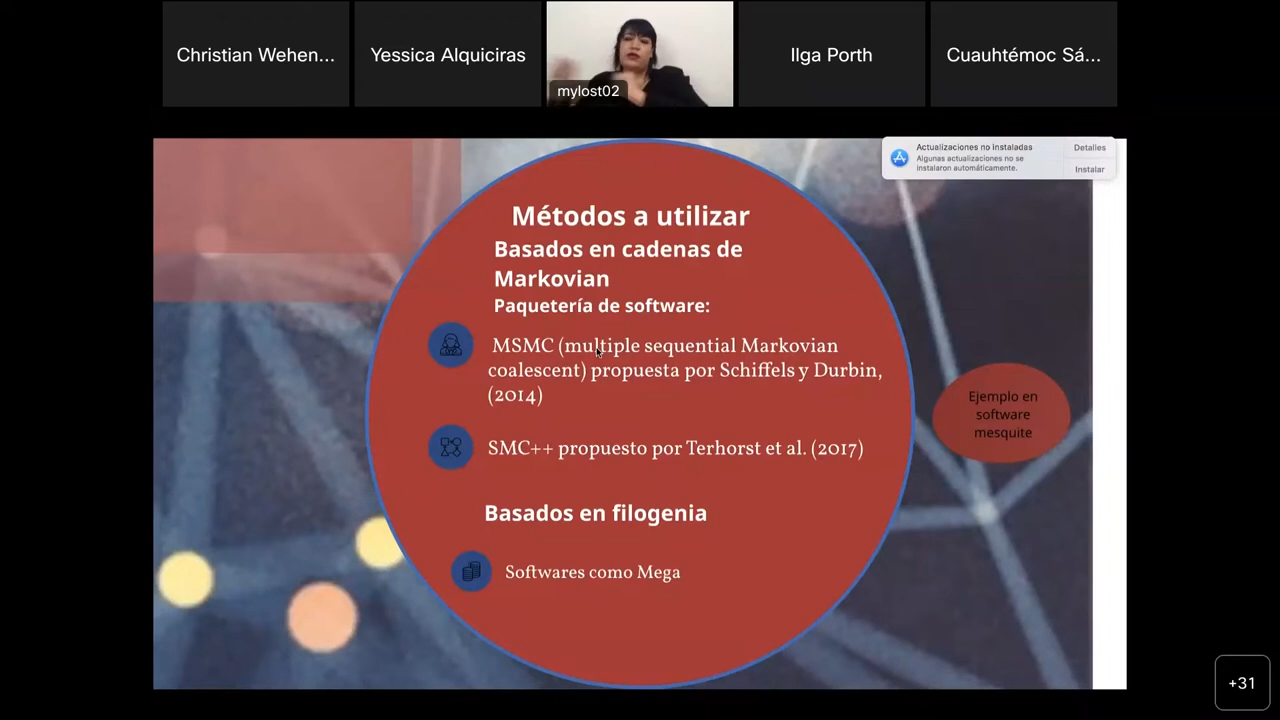 Christian Wehen...
Yessica Alquiciras
mylost02
Ilga Porth
Cuauhtémoc Sá...
Actualizaciones no instaladas
Algunas actualizaciones no se
instalaron automáticamente.
Detalles
Instalar
Métodos a utilizar
Basados en cadenas de
Markovian
Paquetería de software:
MSMC (multiple sequential Markovian
coalescent) propuesta por Schiffels y Durbin,
(2014)
SMC++ propuesto por Terhorst et al. (2017)
Basados en filogenia
Softwares como Mega
Ejemplo en
software
mesquite
+31